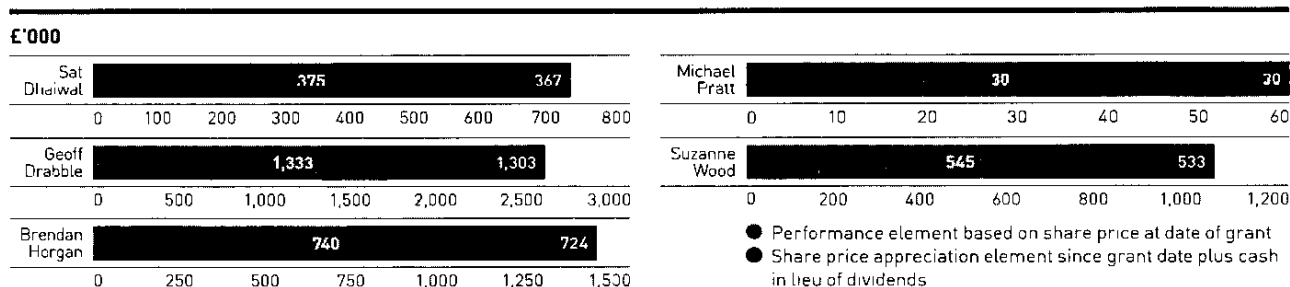 £'000
Sat
Dhaiwal
375 367
0 100 200 300 400 500 600 700 800
Geoff
Drabble
1,333 1,303
0 500 1,000 1,500 2,000 2,500 3,000
Brendan
Horgan
740 724
0 250 500 750 1,000 1,250 1,500
Michael
Pratt
30 30
0 10 20 30 40 50 60
Suzanne
Wood
545 533
0 200 400 600 800 1,000 1,200
Performance element based on share price at date of grant
Share price appreciation element since grant date plus cash
in lieu of dividends